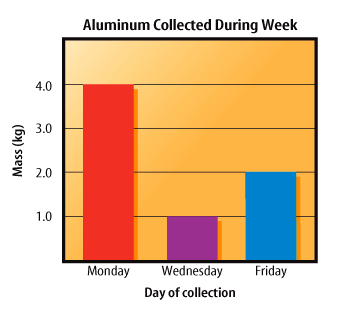 Aluminum Collected During Week
Mass (kg)
4.0
3.0
2.0
1.0
Monday Wednesday Friday
Day of collection